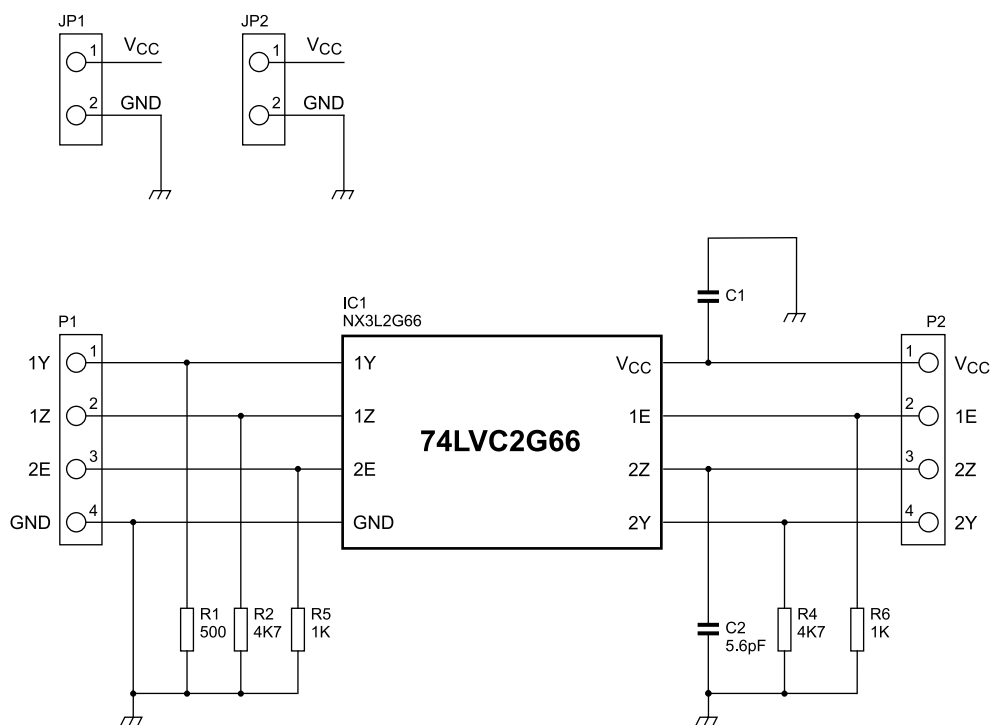 JP1
1 VCC
2 GND
JP2
1 VCC
2 GND
C1
IC1
NX3L2G66
P1
1Y 1
1Z 2
2E 3
GND 4
1Y
1Z
2E
GND
74LVC2G66
VCC
1E
2Z
2Y
P2
1 VCC
2 1E
3 2Z
4 2Y
R1
500
R2
4K7
R5
1K
C2
5.6pF
R4
4K7
R6
1K